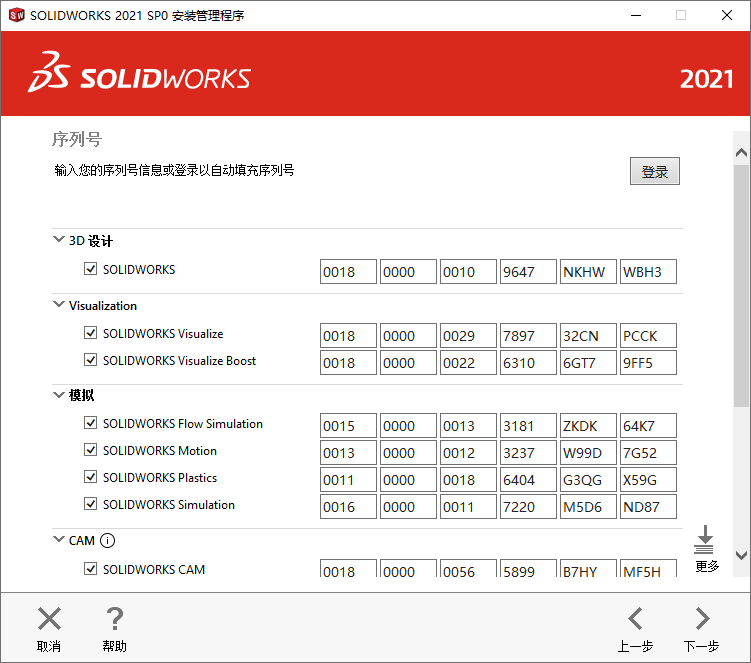 SOLIDWORKS 2021 SP0 安装管理程序
SOLIDWORKS 2021
序列号
输入您的序列号信息或登录以自动填充序列号 登录
3D 设计
SOLIDWORKS 0018 0000 0010 9647 NKHW WBH3
Visualization
SOLIDWORKS Visualize 0018 0000 0029 7897 32CN PCCK
SOLIDWORKS Visualize Boost 0018 0000 0022 6310 6GT7 9FF5
模拟
SOLIDWORKS Flow Simulation 0015 0000 0013 3181 ZKDK 64K7
SOLIDWORKS Motion 0013 0000 0012 3237 W99D 7G52
SOLIDWORKS Plastics 0011 0000 0018 6404 G3QG X59G
SOLIDWORKS Simulation 0016 0000 0011 7220 M5D6 ND87
CAM
SOLIDWORKS CAM 0018 0000 0056 5899 B7HY MF5H
更多
取消 帮助 上一步 下一步